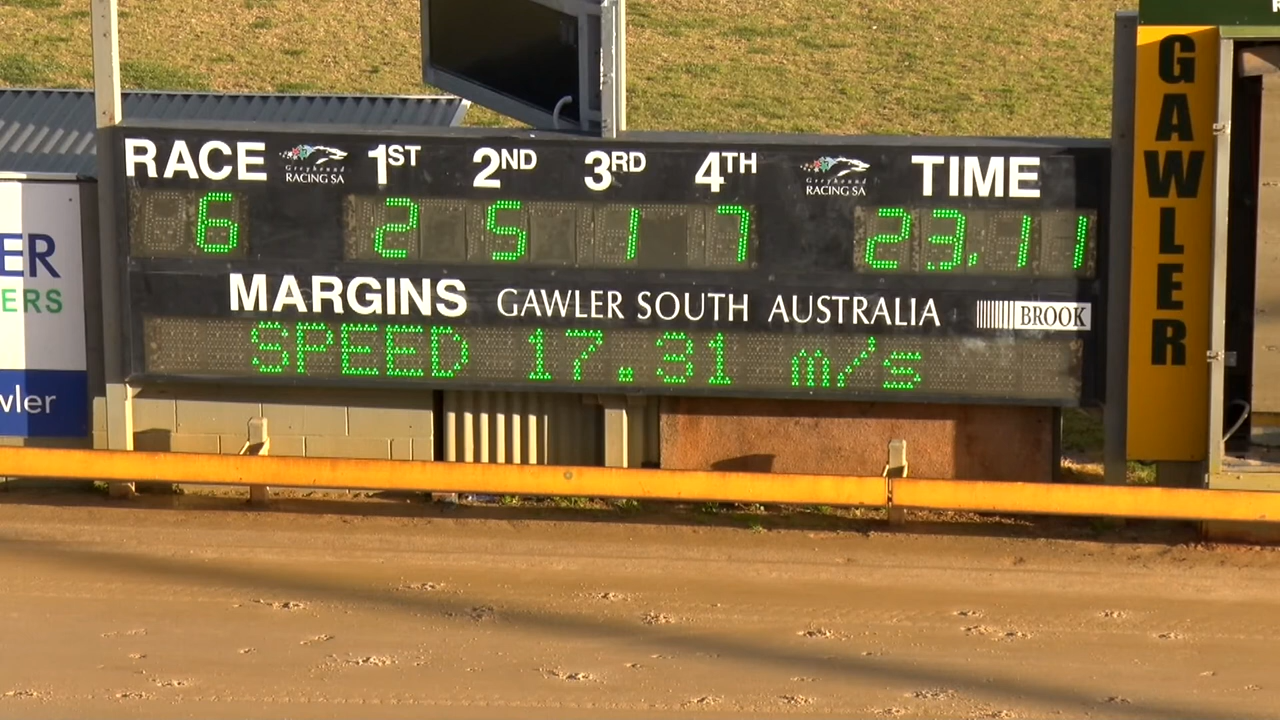 RACE Greyhound RACING SA 1ST 2ND 3RD 4TH Greyhound RACING SA TIME
6 2 5 1 7 23.11
MARGINS GAWLER SOUTH AUSTRALIA BROOK
SPEED 17.31 m/s
GAWLER
ER
ERS
wler